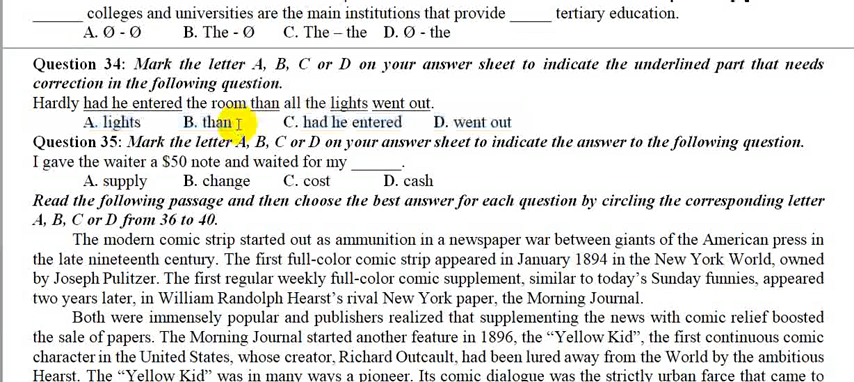 ______ colleges and universities are the main institutions that provide _____ tertiary education.
A. Ø - Ø B. The - Ø C. The – the D. Ø - the
Question 34: Mark the letter A, B, C or D on your answer sheet to indicate the underlined part that needs
correction in the following question.
Hardly had he entered the room than all the lights went out.
A. lights B. than C. had he entered D. went out
Question 35: Mark the letter A, B, C or D on your answer sheet to indicate the answer to the following question.
I gave the waiter a $50 note and waited for my ______.
A. supply B. change C. cost D. cash
Read the following passage and then choose the best answer for each question by circling the corresponding letter
A, B, C or D from 36 to 40.
The modern comic strip started out as ammunition in a newspaper war between giants of the American press in
the late nineteenth century. The first full-color comic strip appeared in January 1894 in the New York World, owned
by Joseph Pulitzer. The first regular weekly full-color comic supplement, similar to today's Sunday funnies, appeared
two years later, in William Randolph Hearst's rival New York paper, the Morning Journal.
Both were immensely popular and publishers realized that supplementing the news with comic relief boosted
the sale of papers. The Morning Journal started another feature in 1896, the “Yellow Kid”, the first continuous comic
character in the United States, whose creator, Richard Outcault, had been lured away from the World by the ambitious
Hearst. The “Yellow Kid” was in many ways a pioneer. Its comic dialogue was the strictly urban farce that came to